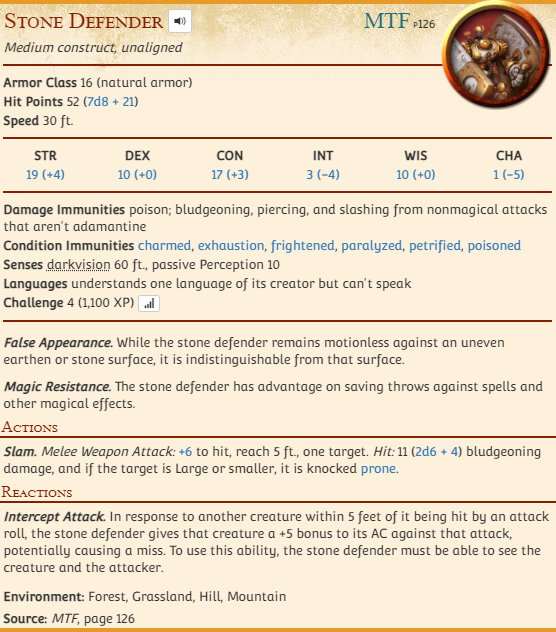 Stone Defender MTF p126
Medium construct, unaligned
Armor Class 16 (natural armor)
Hit Points 52 (7d8 + 21)
Speed 30 ft.
STR DEX CON INT WIS CHA
19 (+4) 10 (+0) 17 (+3) 3 (−4) 10 (+0) 1 (−5)
Damage Immunities poison; bludgeoning, piercing, and slashing from nonmagical attacks
that aren't adamantine
Condition Immunities charmed, exhaustion, frightened, paralyzed, petrified, poisoned
Senses darkvision 60 ft., passive Perception 10
Languages understands one language of its creator but can't speak
Challenge 4 (1,100 XP)
False Appearance. While the stone defender remains motionless against an uneven
earthen or stone surface, it is indistinguishable from that surface.
Magic Resistance. The stone defender has advantage on saving throws against spells and
other magical effects.
Actions
Slam. Melee Weapon Attack: +6 to hit, reach 5 ft., one target. Hit: 11 (2d6 + 4) bludgeoning
damage, and if the target is Large or smaller, it is knocked prone.
Reactions
Intercept Attack. In response to another creature within 5 feet of it being hit by an attack
roll, the stone defender gives that creature a +5 bonus to its AC against that attack,
potentially causing a miss. To use this ability, the stone defender must be able to see the
creature and the attacker.
Environment: Forest, Grassland, Hill, Mountain
Source: MTF, page 126